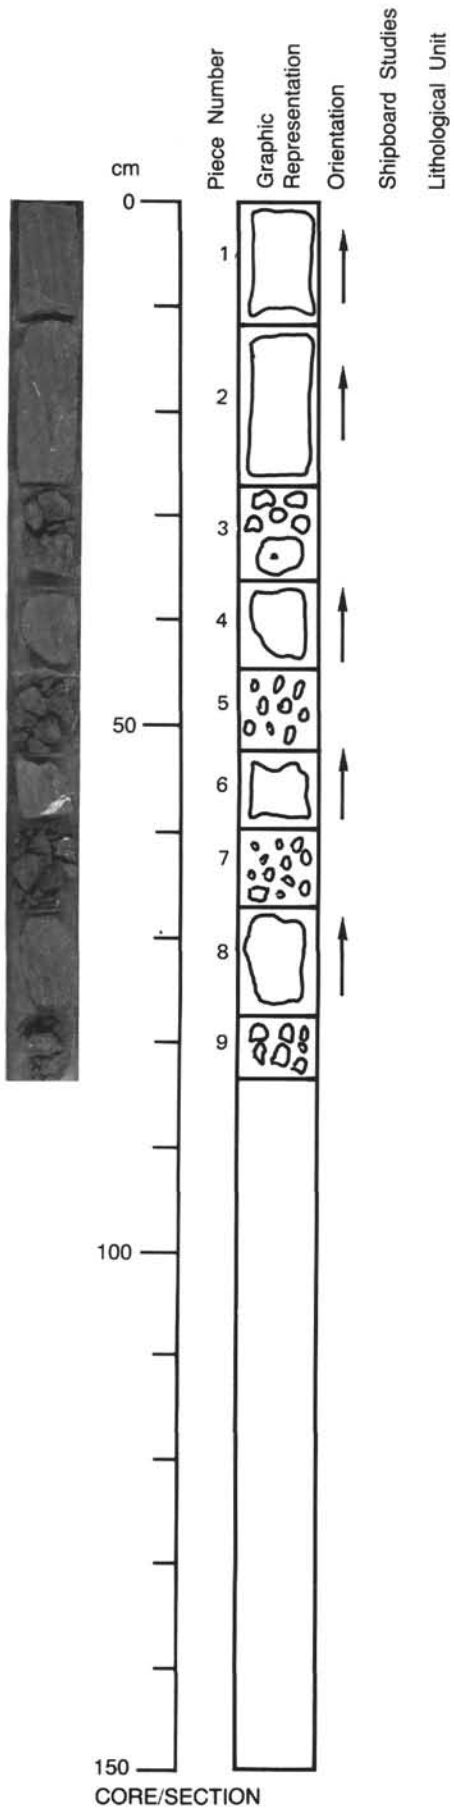 cm
Piece Number
Graphic
Representation
Orientation
Shipboard Studies
Lithological Unit
0
1
2
3
4
5
50
6
7
8
9
100
150
CORE/SECTION